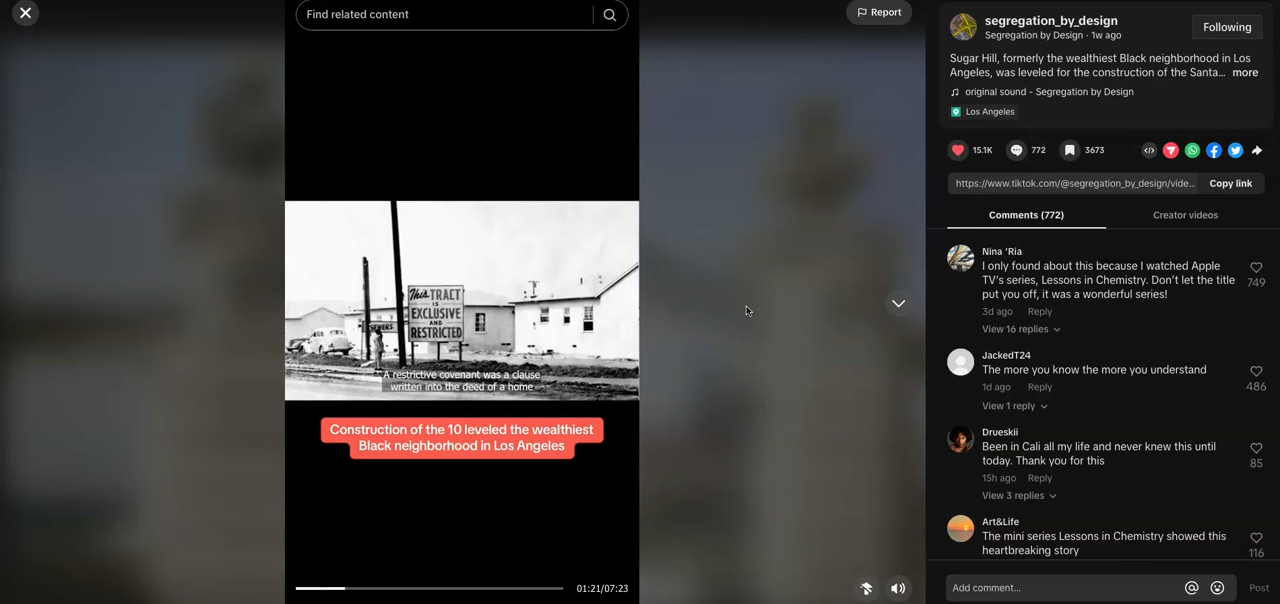 Find related content
Report
This TRACT
IS
EXCLUSIVE
AND
RESTRICTED
SEWERS
A restrictive covenant was a clause
written into the deed of a home
Construction of the 10 leveled the wealthiest
Black neighborhood in Los Angeles
01:21/07:23
segregation_by_design
Segregation by Design · 1w ago
Following
Sugar Hill, formerly the wealthiest Black neighborhood in Los
Angeles, was leveled for the construction of the Santa... more
original sound - Segregation by Design
Los Angeles
15.1K
772
3673
https://www.tiktok.com/@segregation_by_design/vide...
Copy link
Comments (772)
Creator videos
Nina 'Ria
I only found about this because I watched Apple
TV's series, Lessons in Chemistry. Don't let the title
put you off, it was a wonderful series!
749
3d ago Reply
View 16 replies
JackedT24
The more you know the more you understand
486
1d ago Reply
View 1 reply
Drueskii
Been in Cali all my life and never knew this until
today. Thank you for this
85
15h ago Reply
View 3 replies
Art&Life
The mini series Lessons in Chemistry showed this
heartbreaking story
116
Add comment...
Post